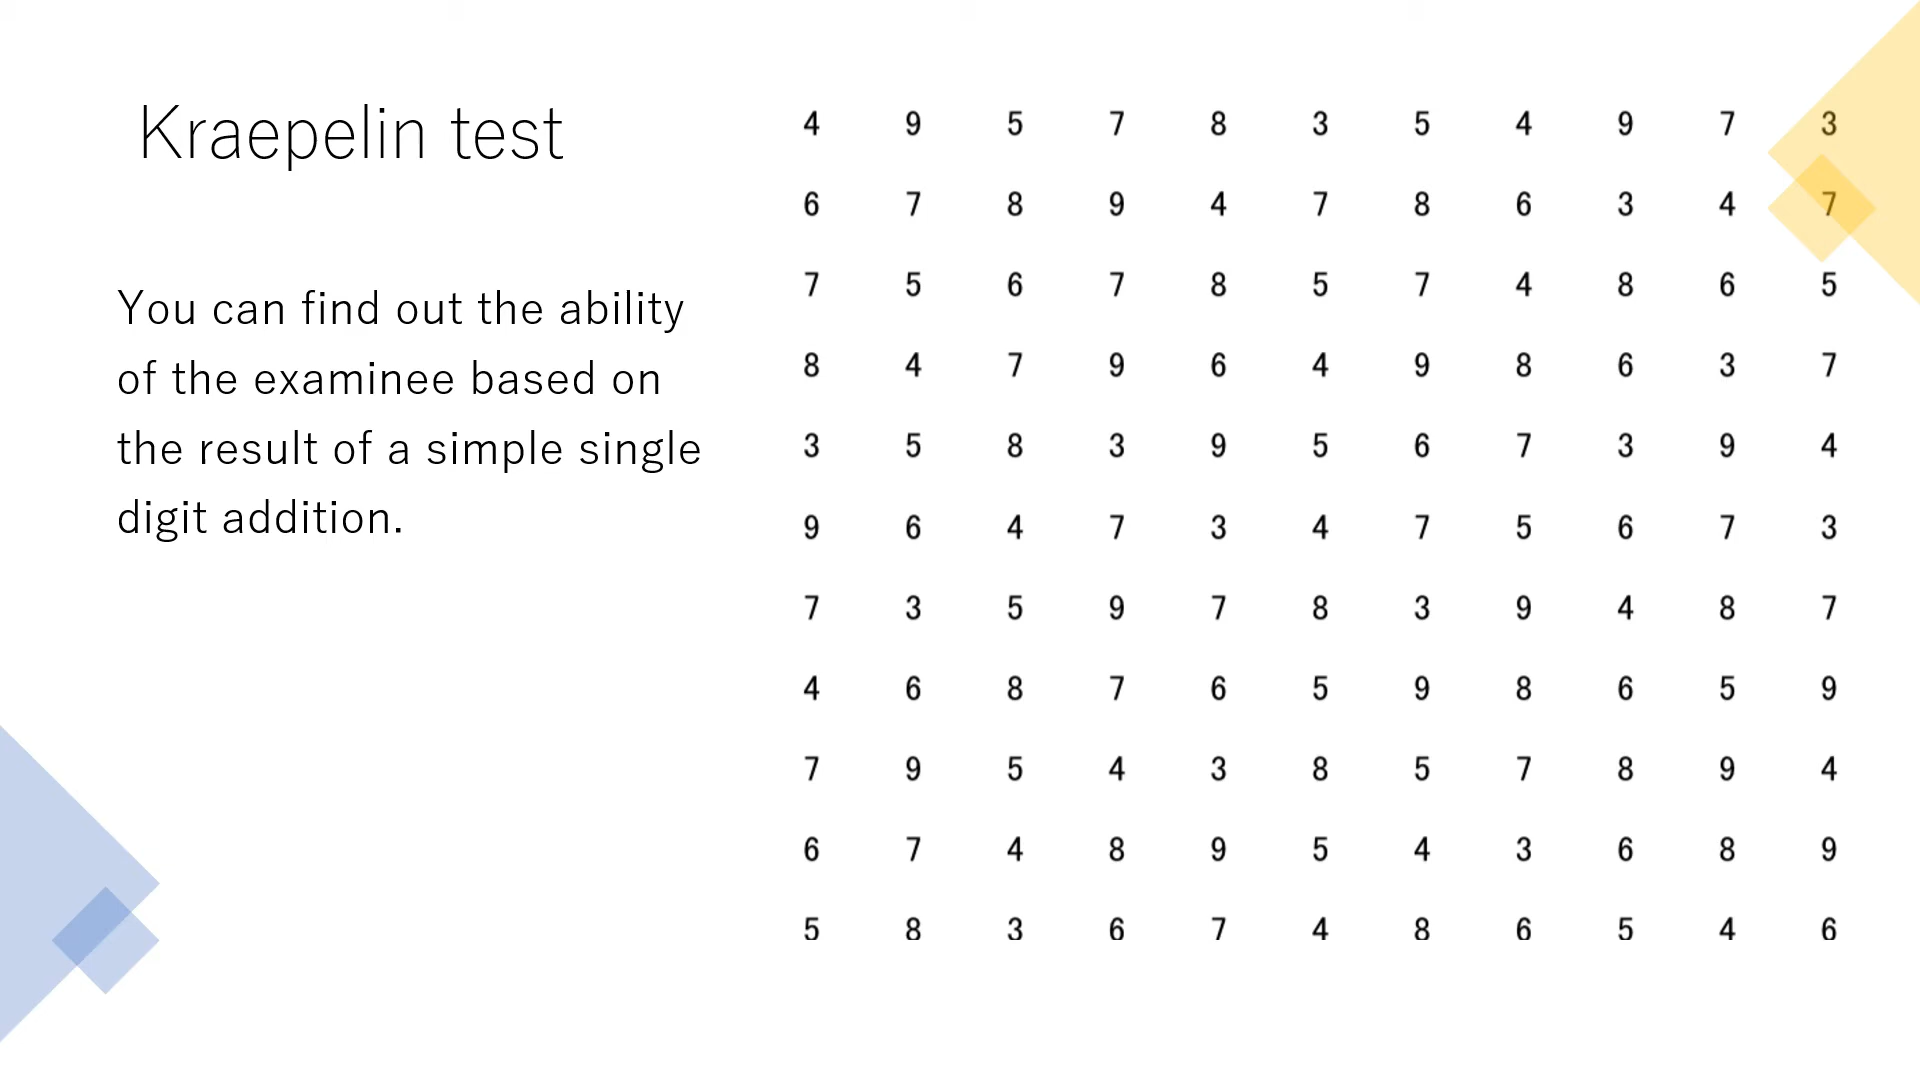 Kraepelin test
You can find out the ability
of the examinee based on
the result of a simple single
digit addition.
4 9 5 7 8 3 5 4 9 7 3
6 7 8 9 4 7 8 6 3 4 7
7 5 6 7 8 5 7 4 8 6 5
8 4 7 9 6 4 9 8 6 3 7
3 5 8 3 9 5 6 7 3 9 4
9 6 4 7 3 4 7 5 6 7 3
7 3 5 9 7 8 3 9 4 8 7
4 6 8 7 6 5 9 8 6 5 9
7 9 5 4 3 8 5 7 8 9 4
6 7 4 8 9 5 4 3 6 8 9
5 8 3 6 7 4 8 6 5 4 6